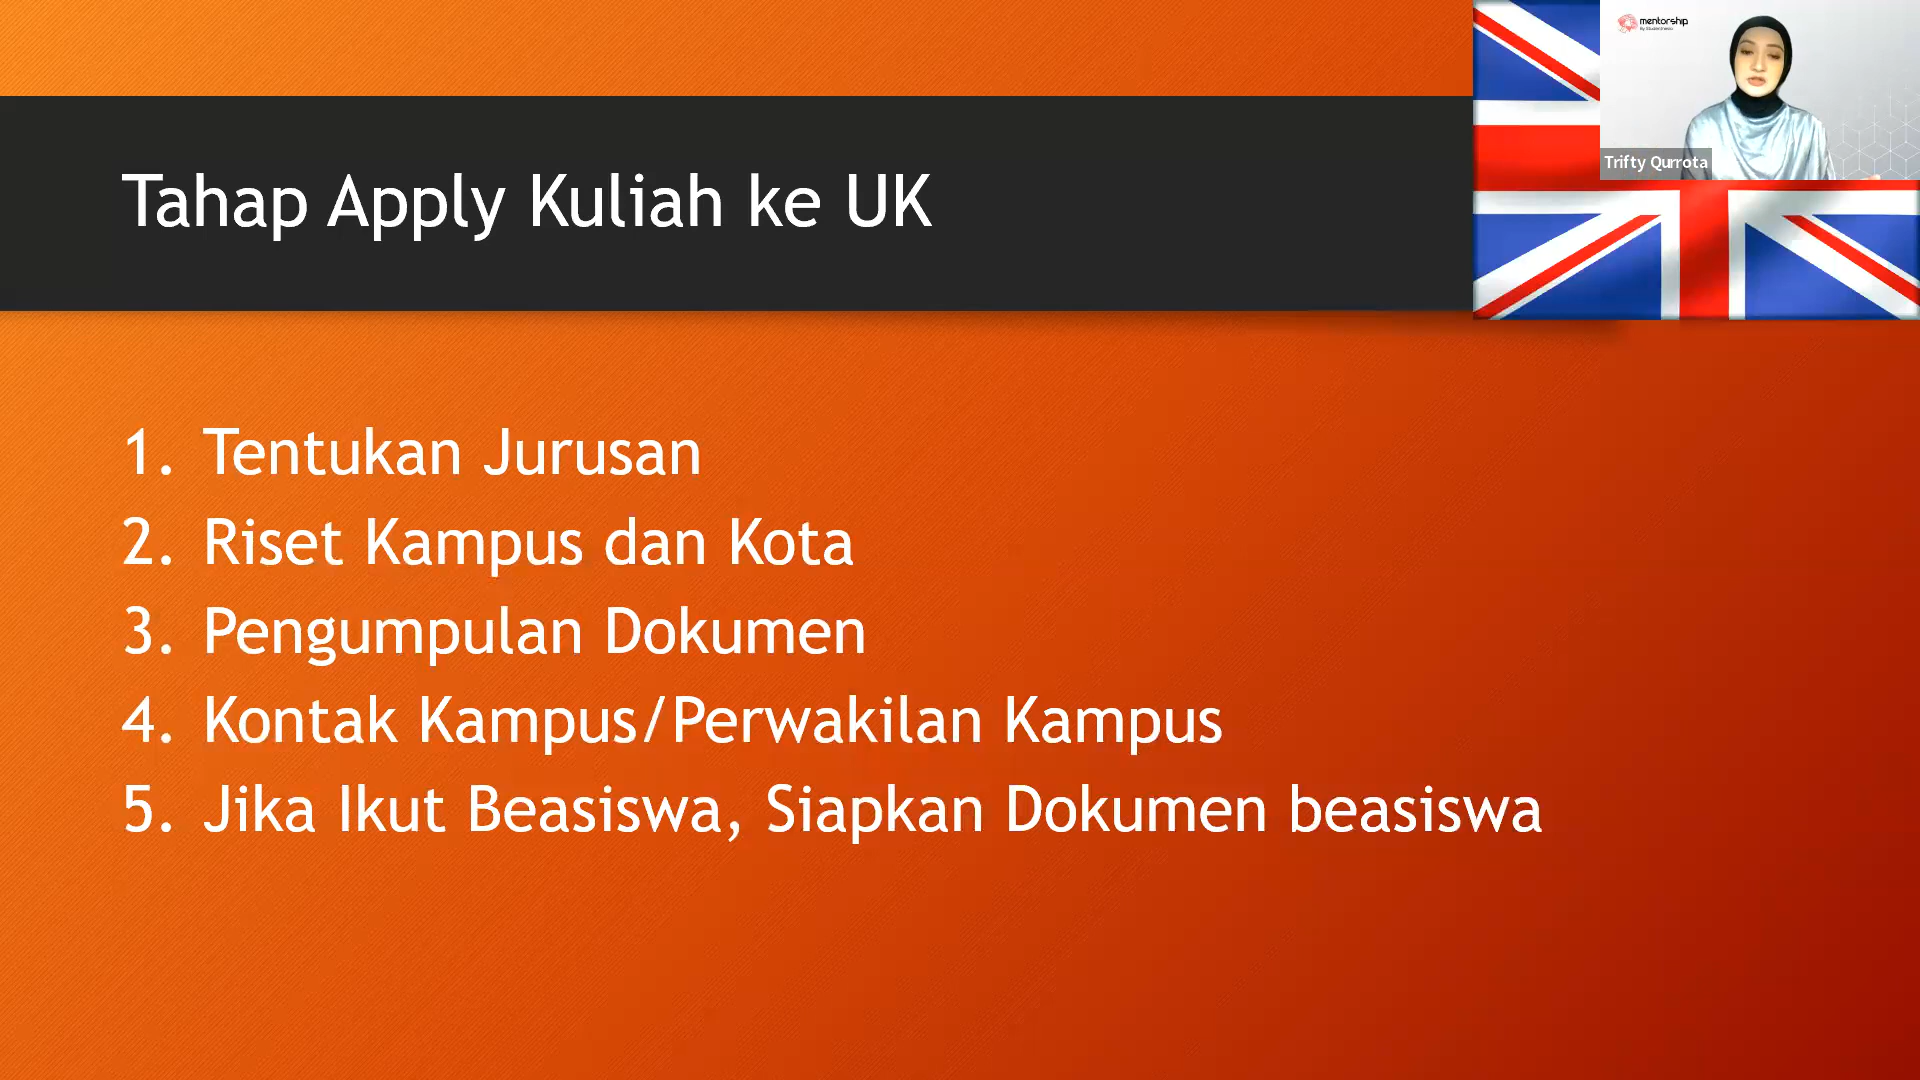 mentorship
Trifty Qurrota
Tahap Apply Kuliah ke UK
1. Tentukan Jurusan
2. Riset Kampus dan Kota
3. Pengumpulan Dokumen
4. Kontak Kampus/Perwakilan Kampus
5. Jika Ikut Beasiswa, Siapkan Dokumen beasiswa